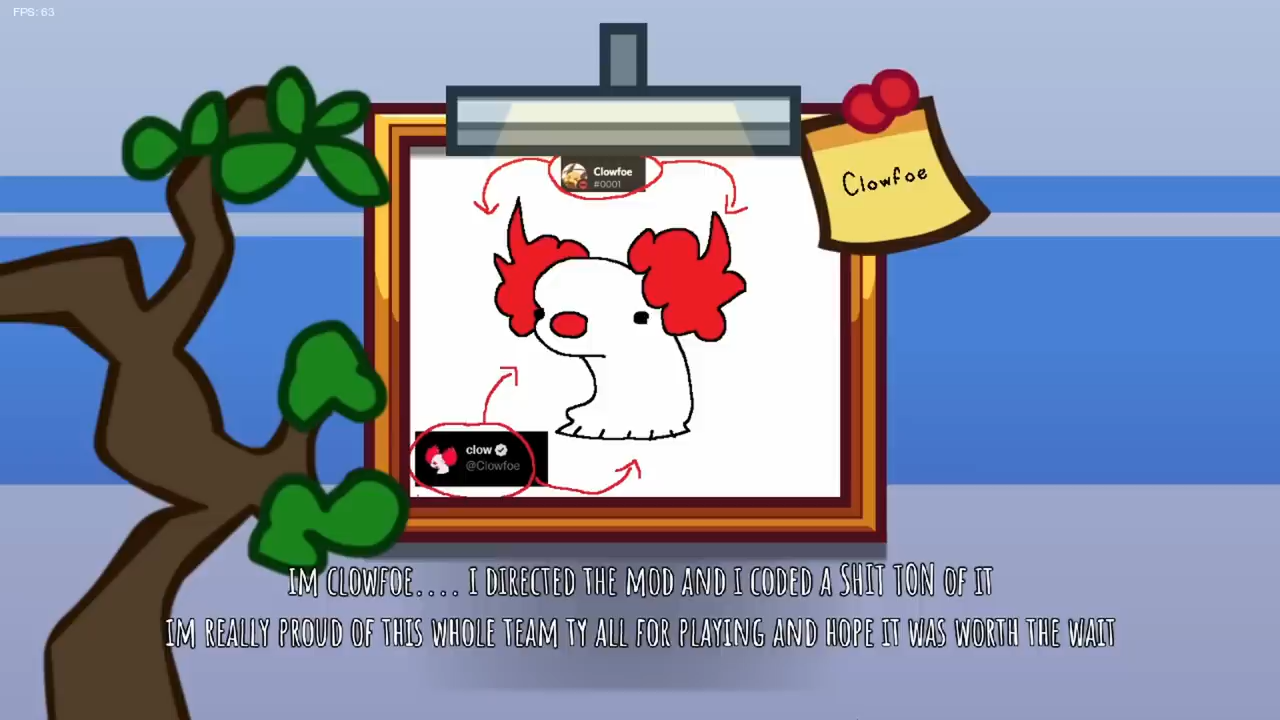 FPS: 63
Clowfoe
#0001
Clowfoe
clow
@Clowfoe
IM CLOWFOE.... I DIRECTED THE MOD AND I CODED A SHIT TON OF IT
IM REALLY PROUD OF THIS WHOLE TEAM TY ALL FOR PLAYING AND HOPE IT WAS WORTH THE WAIT